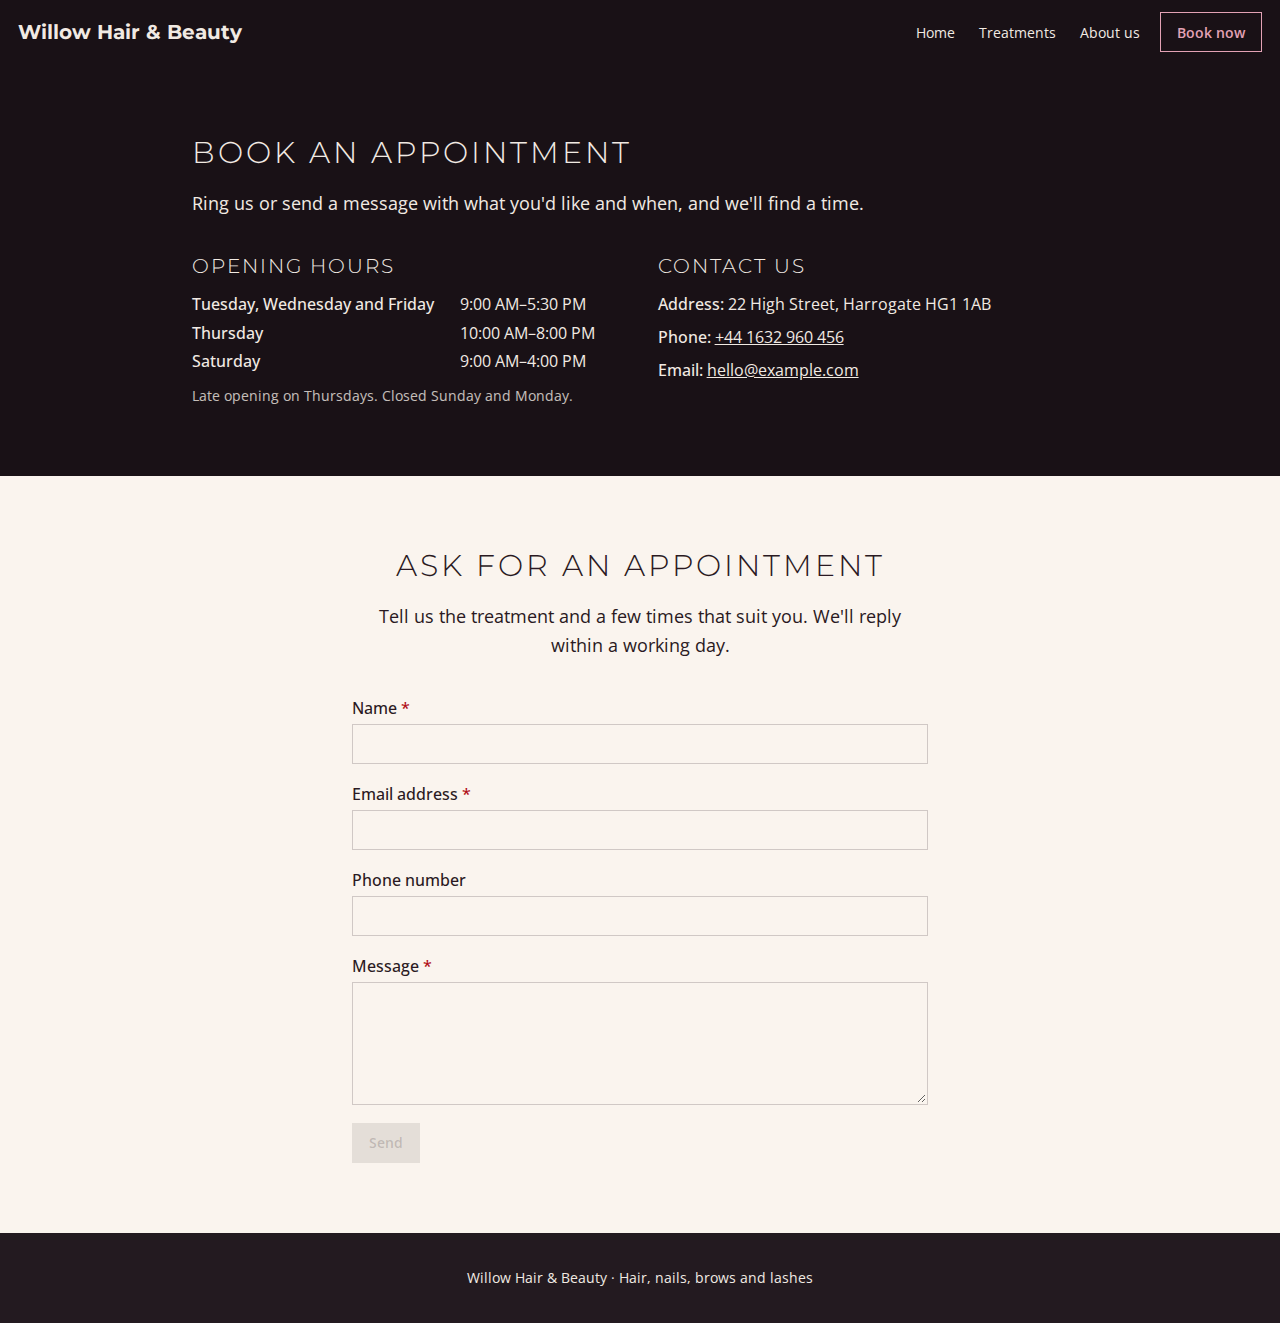 Willow Hair & Beauty
Home
Treatments
About us
Book now
BOOK AN APPOINTMENT
Ring us or send a message with what you'd like and when, and we'll find a time.
OPENING HOURS
Tuesday, Wednesday and Friday 9:00 AM–5:30 PM
Thursday 10:00 AM–8:00 PM
Saturday 9:00 AM–4:00 PM
Late opening on Thursdays. Closed Sunday and Monday.
CONTACT US
Address: 22 High Street, Harrogate HG1 1AB
Phone: +44 1632 960 456
Email: hello@example.com
ASK FOR AN APPOINTMENT
Tell us the treatment and a few times that suit you. We'll reply
within a working day.
Name *
Email address *
Phone number
Message *
Send
Willow Hair & Beauty · Hair, nails, brows and lashes